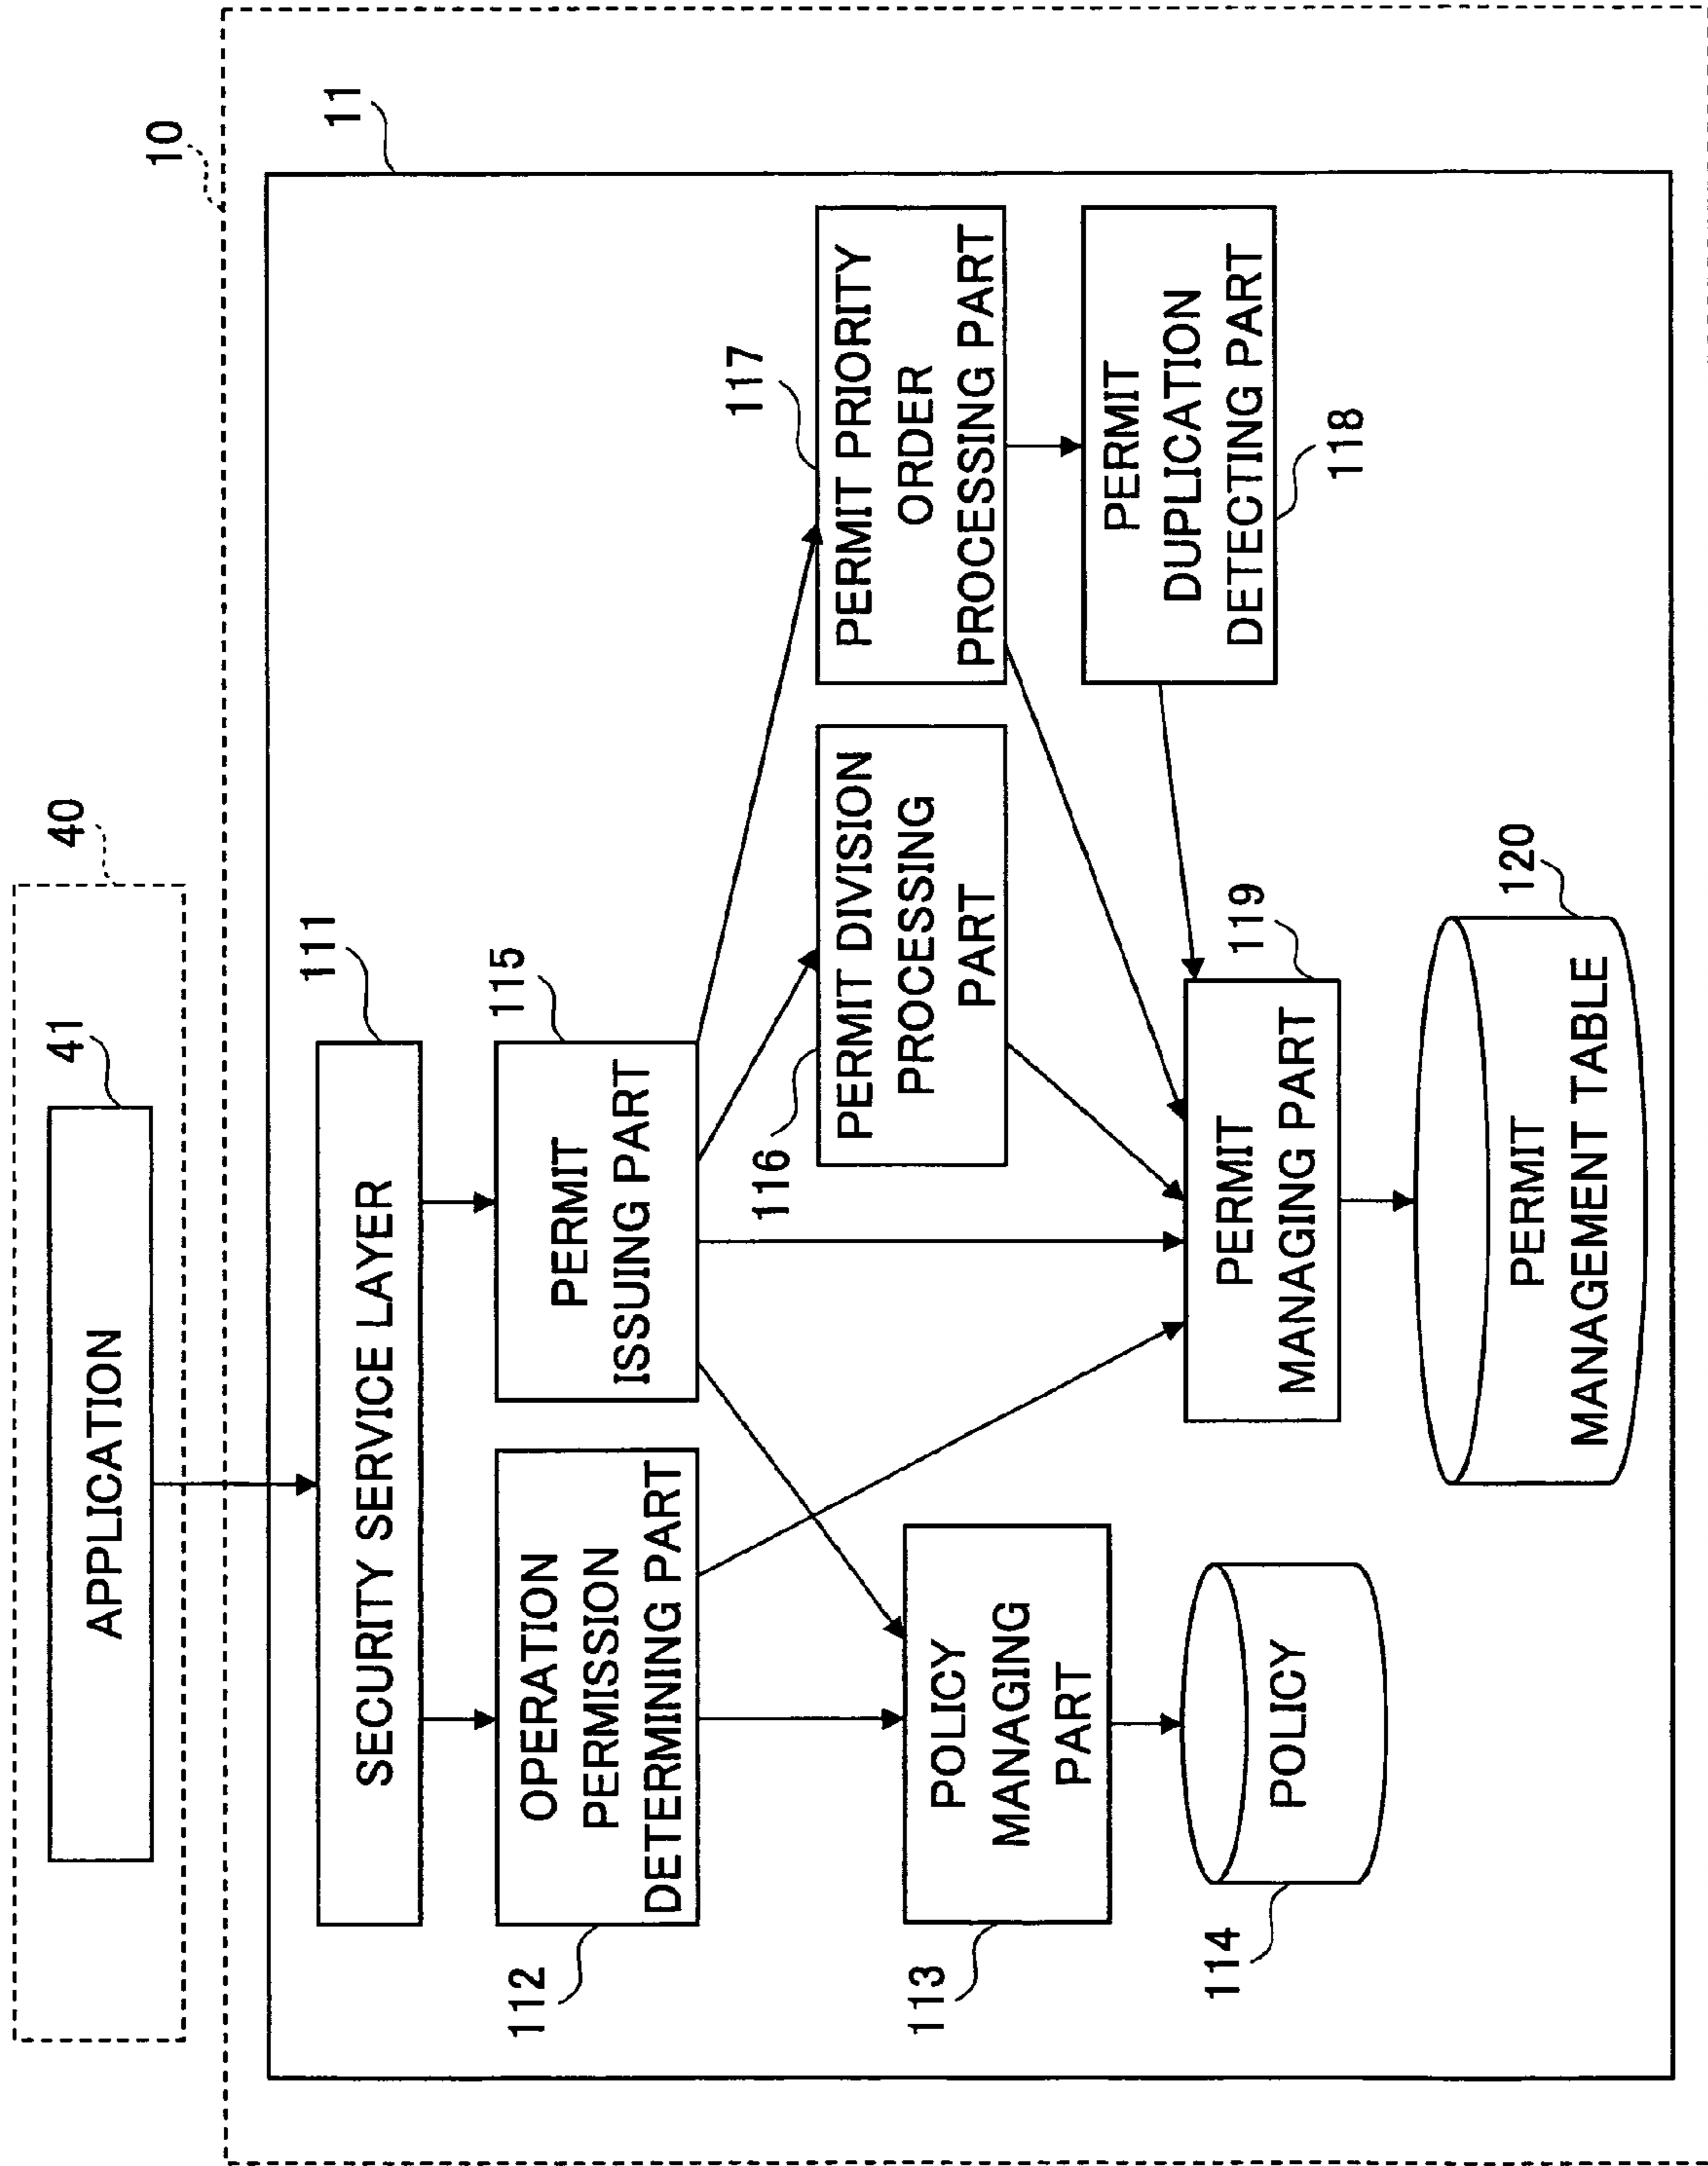 40
41
APPLICATION
10
11
111
SECURITY SERVICE LAYER
112
OPERATION
PERMISSION
DETERMINING PART
115
PERMIT
ISSUING PART
116
PERMIT DIVISION
PROCESSING
PART
117
PERMIT PRIORITY
ORDER
PROCESSING PART
113
POLICY
MANAGING
PART
118
PERMIT
DUPLICATION
DETECTING PART
119
PERMIT
MANAGING PART
114
POLICY
120
PERMIT
MANAGEMENT TABLE